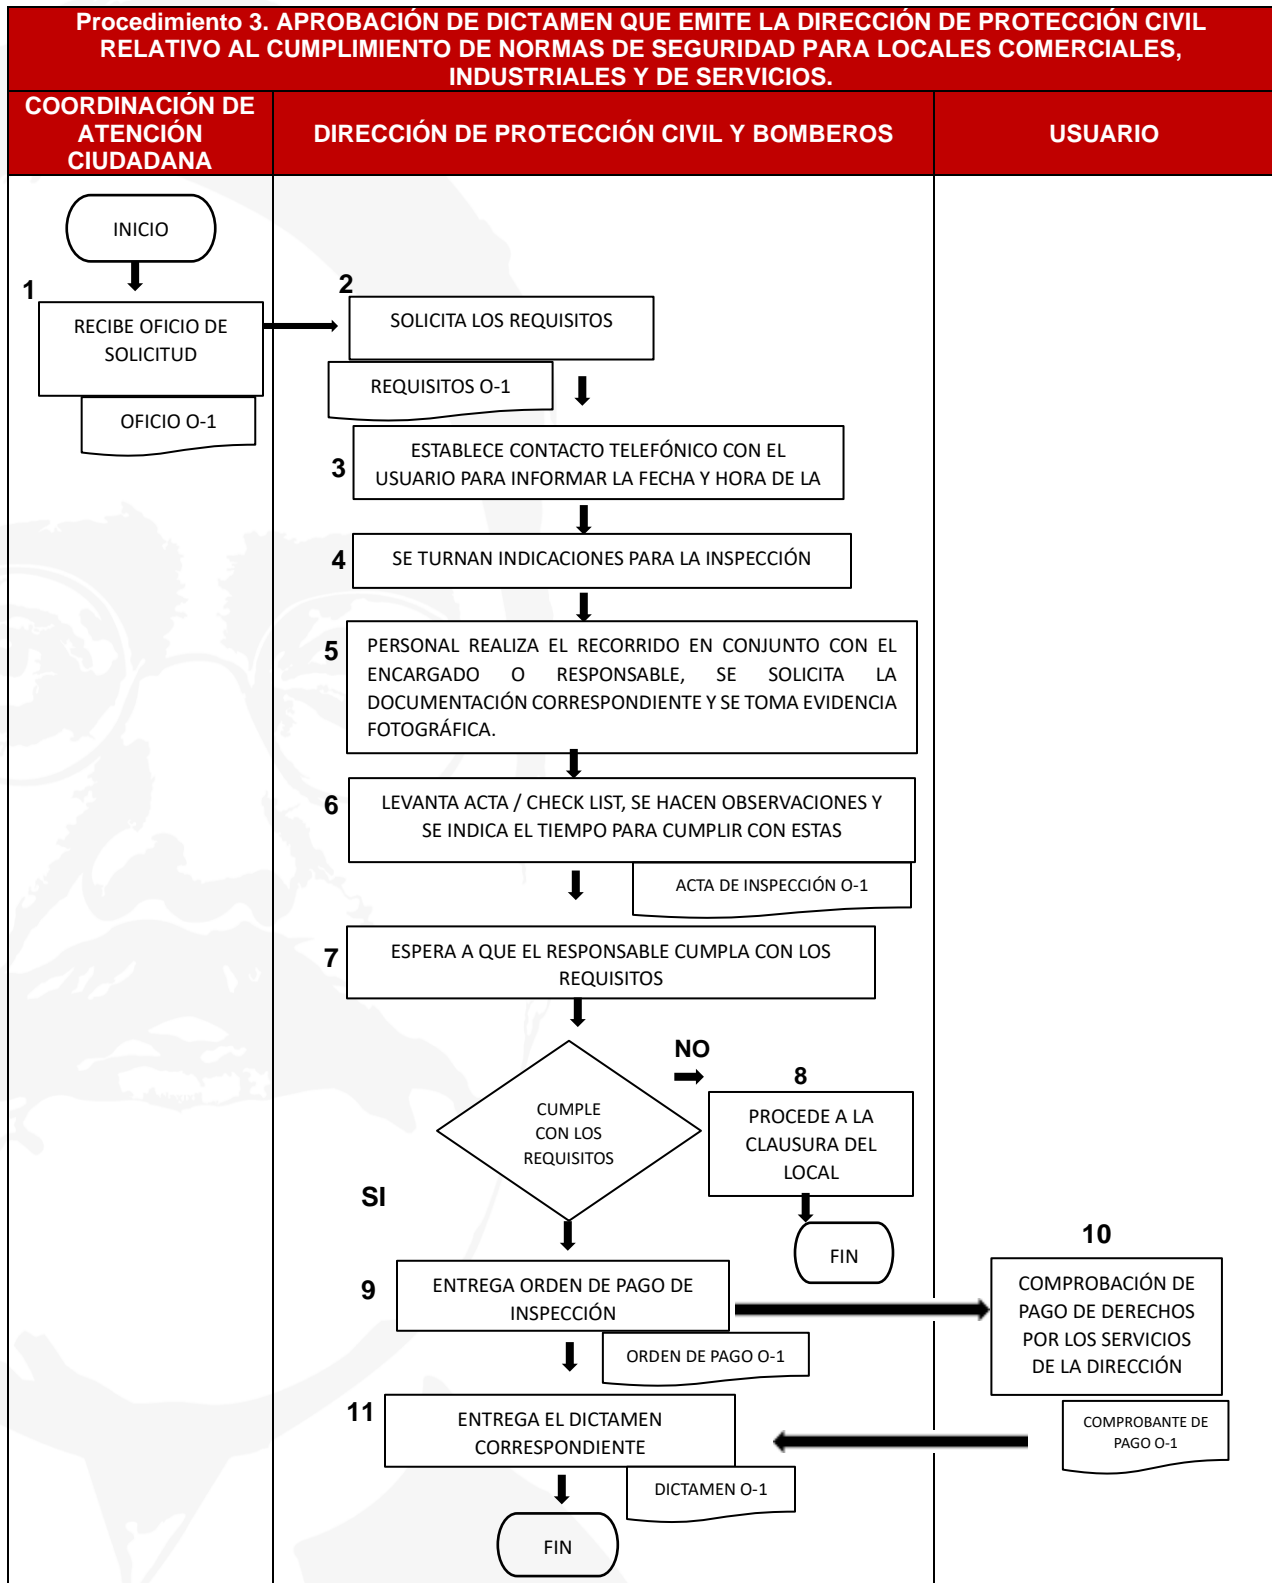 Procedimiento 3. APROBACIÓN DE DICTAMEN QUE EMITE LA DIRECCIÓN DE PROTECCIÓN CIVIL
RELATIVO AL CUMPLIMIENTO DE NORMAS DE SEGURIDAD PARA LOCALES COMERCIALES,
INDUSTRIALES Y DE SERVICIOS.
COORDINACIÓN DE
ATENCIÓN
CIUDADANA
DIRECCIÓN DE PROTECCIÓN CIVIL Y BOMBEROS
USUARIO
INICIO
1
RECIBE OFICIO DE
SOLICITUD
OFICIO O-1
2
SOLICITA LOS REQUISITOS
REQUISITOS O-1
3
ESTABLECE CONTACTO TELEFÓNICO CON EL
USUARIO PARA INFORMAR LA FECHA Y HORA DE LA
4
SE TURNAN INDICACIONES PARA LA INSPECCIÓN
5
PERSONAL REALIZA EL RECORRIDO EN CONJUNTO CON EL
ENCARGADO O RESPONSABLE, SE SOLICITA LA
DOCUMENTACIÓN CORRESPONDIENTE Y SE TOMA EVIDENCIA
FOTOGRÁFICA.
6
LEVANTA ACTA / CHECK LIST, SE HACEN OBSERVACIONES Y
SE INDICA EL TIEMPO PARA CUMPLIR CON ESTAS
ACTA DE INSPECCIÓN O-1
7
ESPERA A QUE EL RESPONSABLE CUMPLA CON LOS
REQUISITOS
CUMPLE
CON LOS
REQUISITOS
NO
8
PROCEDE A LA
CLAUSURA DEL
LOCAL
FIN
SI
9
ENTREGA ORDEN DE PAGO DE
INSPECCIÓN
ORDEN DE PAGO O-1
10
COMPROBACIÓN DE
PAGO DE DERECHOS
POR LOS SERVICIOS
DE LA DIRECCIÓN
COMPROBANTE DE
PAGO O-1
11
ENTREGA EL DICTAMEN
CORRESPONDIENTE
DICTAMEN O-1
FIN